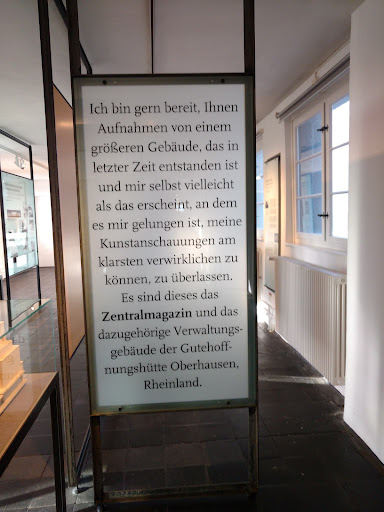 Ich bin gern bereit, Ihnen
Aufnahmen von einem
größeren Gebäude, das in
letzter Zeit entstanden ist
und mir selbst vielleicht
als das erscheint, an dem
es mir gelungen ist, meine
Kunstanschauungen am
klarsten verwirklichen zu
können, zu überlassen.
Es sind dieses das
Zentralmagazin und das
dazugehörige Verwaltungs-
gebäude der Gutehoff-
nungshütte Oberhausen,
Rheinland.